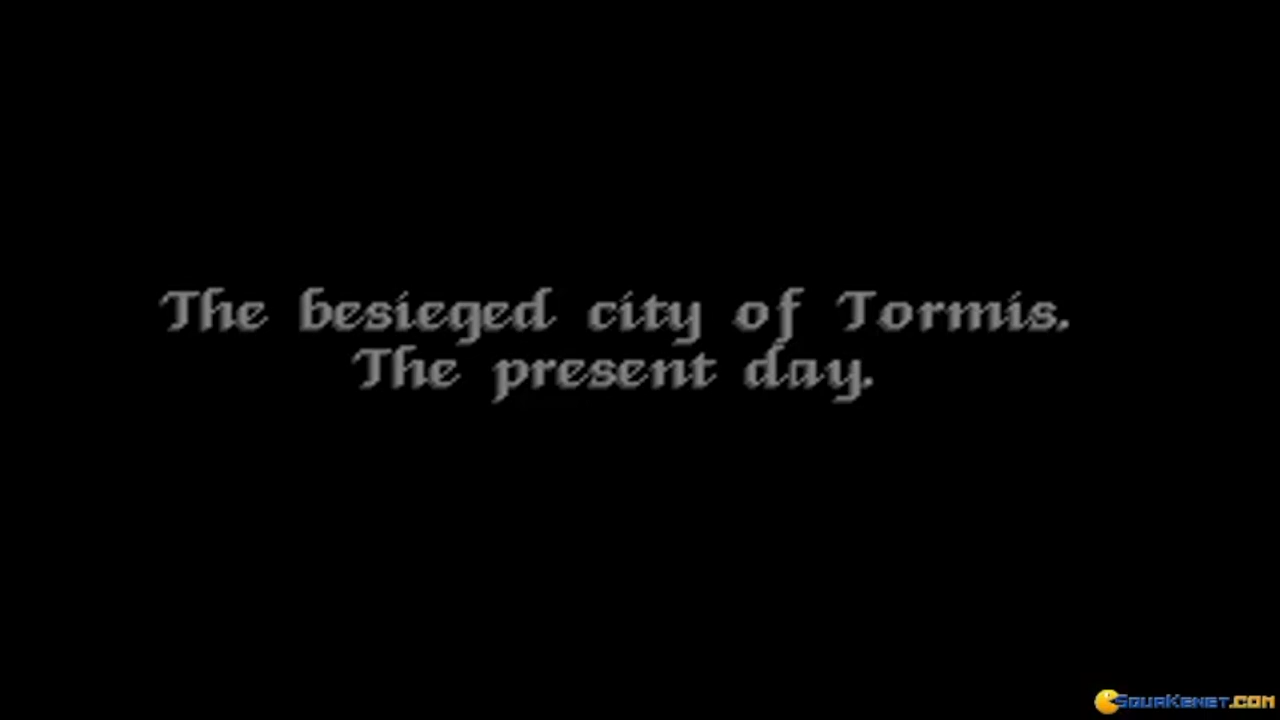 The besieged city of Tormis.
The present day.
SquaKenet.com